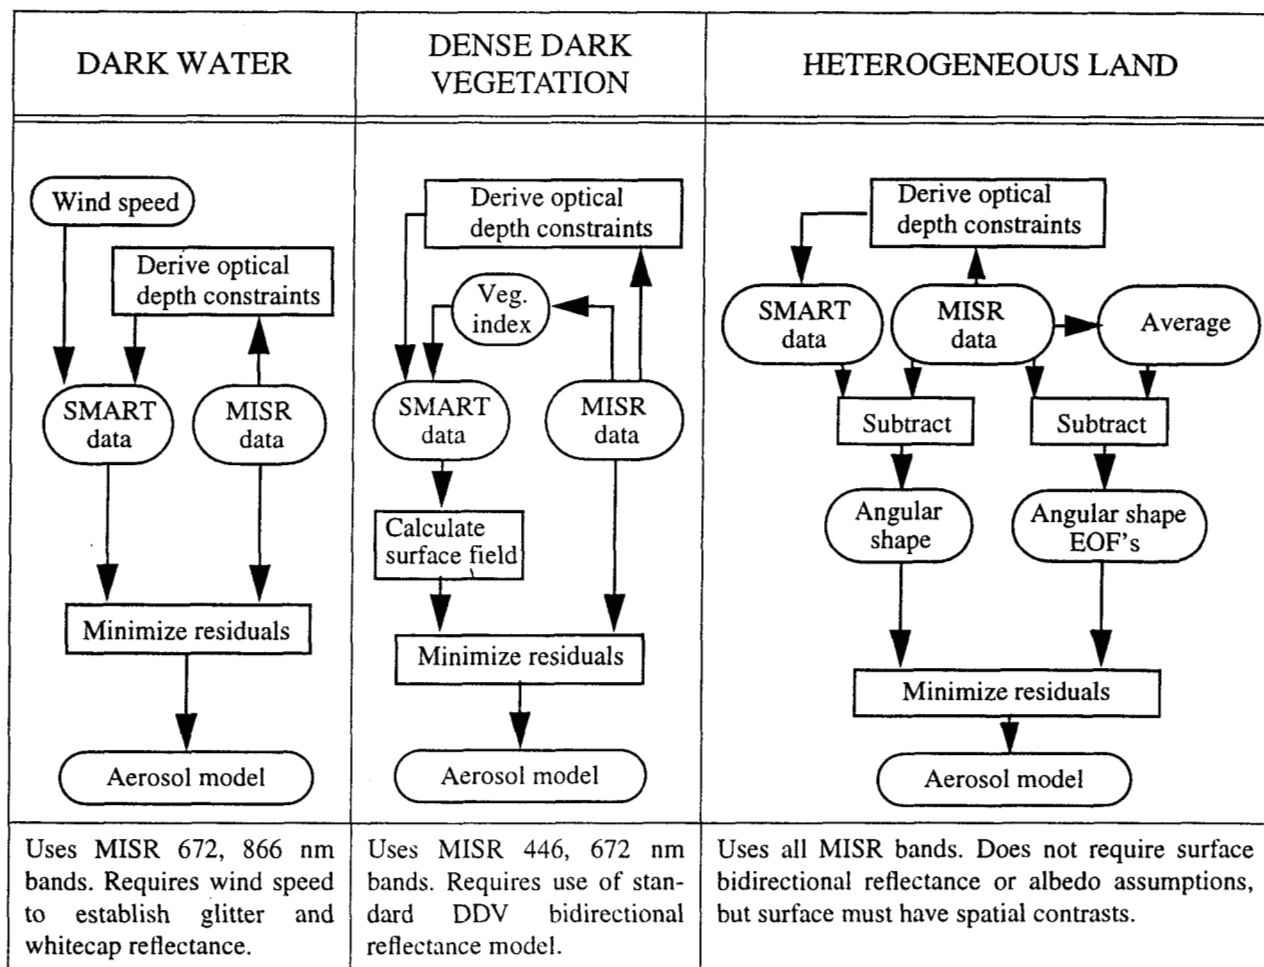 DARK WATER
DENSE DARK
VEGETATION
HETEROGENEOUS LAND
Wind speed
Derive optical
depth constraints
SMART
data
MISR
data
Minimize residuals
Aerosol model
Derive optical
depth constraints
Veg.
index
SMART
data
MISR
data
Calculate
surface field
Minimize residuals
Aerosol model
Derive optical
depth constraints
SMART
data
MISR
data
Average
Subtract
Subtract
Angular
shape
Angular shape
EOF's
Minimize residuals
Aerosol model
Uses MISR 672, 866 nm
bands. Requires wind speed
to establish glitter and
whitecap reflectance.
Uses MISR 446, 672 nm
bands. Requires use of stan-
dard DDV bidirectional
reflectance model.
Uses all MISR bands. Does not require surface
bidirectional reflectance or albedo assumptions,
but surface must have spatial contrasts.